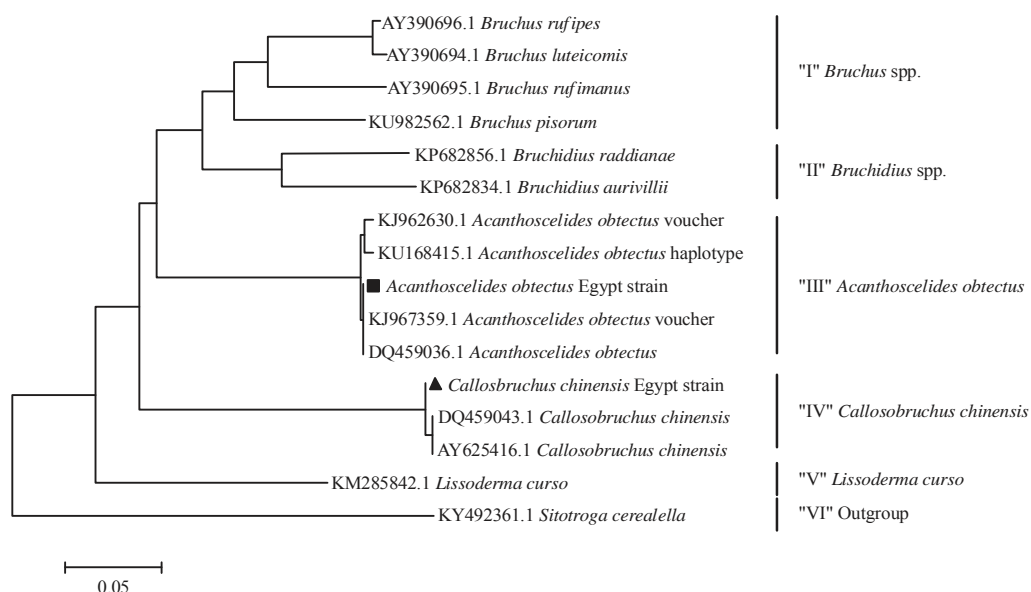 AY390696.1 Bruchus rufipes
AY390694.1 Bruchus luteicomis
AY390695.1 Bruchus rufimanus
KU982562.1 Bruchus pisorum
"I" Bruchus spp.
KP682856.1 Bruchidius raddianae
KP682834.1 Bruchidius aurivillii
"II" Bruchidius spp.
KJ962630.1 Acanthoscelides obtectus voucher
KU168415.1 Acanthoscelides obtectus haplotype
Acanthoscelides obtectus Egypt strain
KJ967359.1 Acanthoscelides obtectus voucher
DQ459036.1 Acanthoscelides obtectus
"III" Acanthoscelides obtectus
Callosbruchus chinensis Egypt strain
DQ459043.1 Callosobruchus chinensis
AY625416.1 Callosobruchus chinensis
"IV" Callosobruchus chinensis
KM285842.1 Lissoderma curso
"V" Lissoderma curso
KY492361.1 Sitotroga cerealella
"VI" Outgroup
0.05